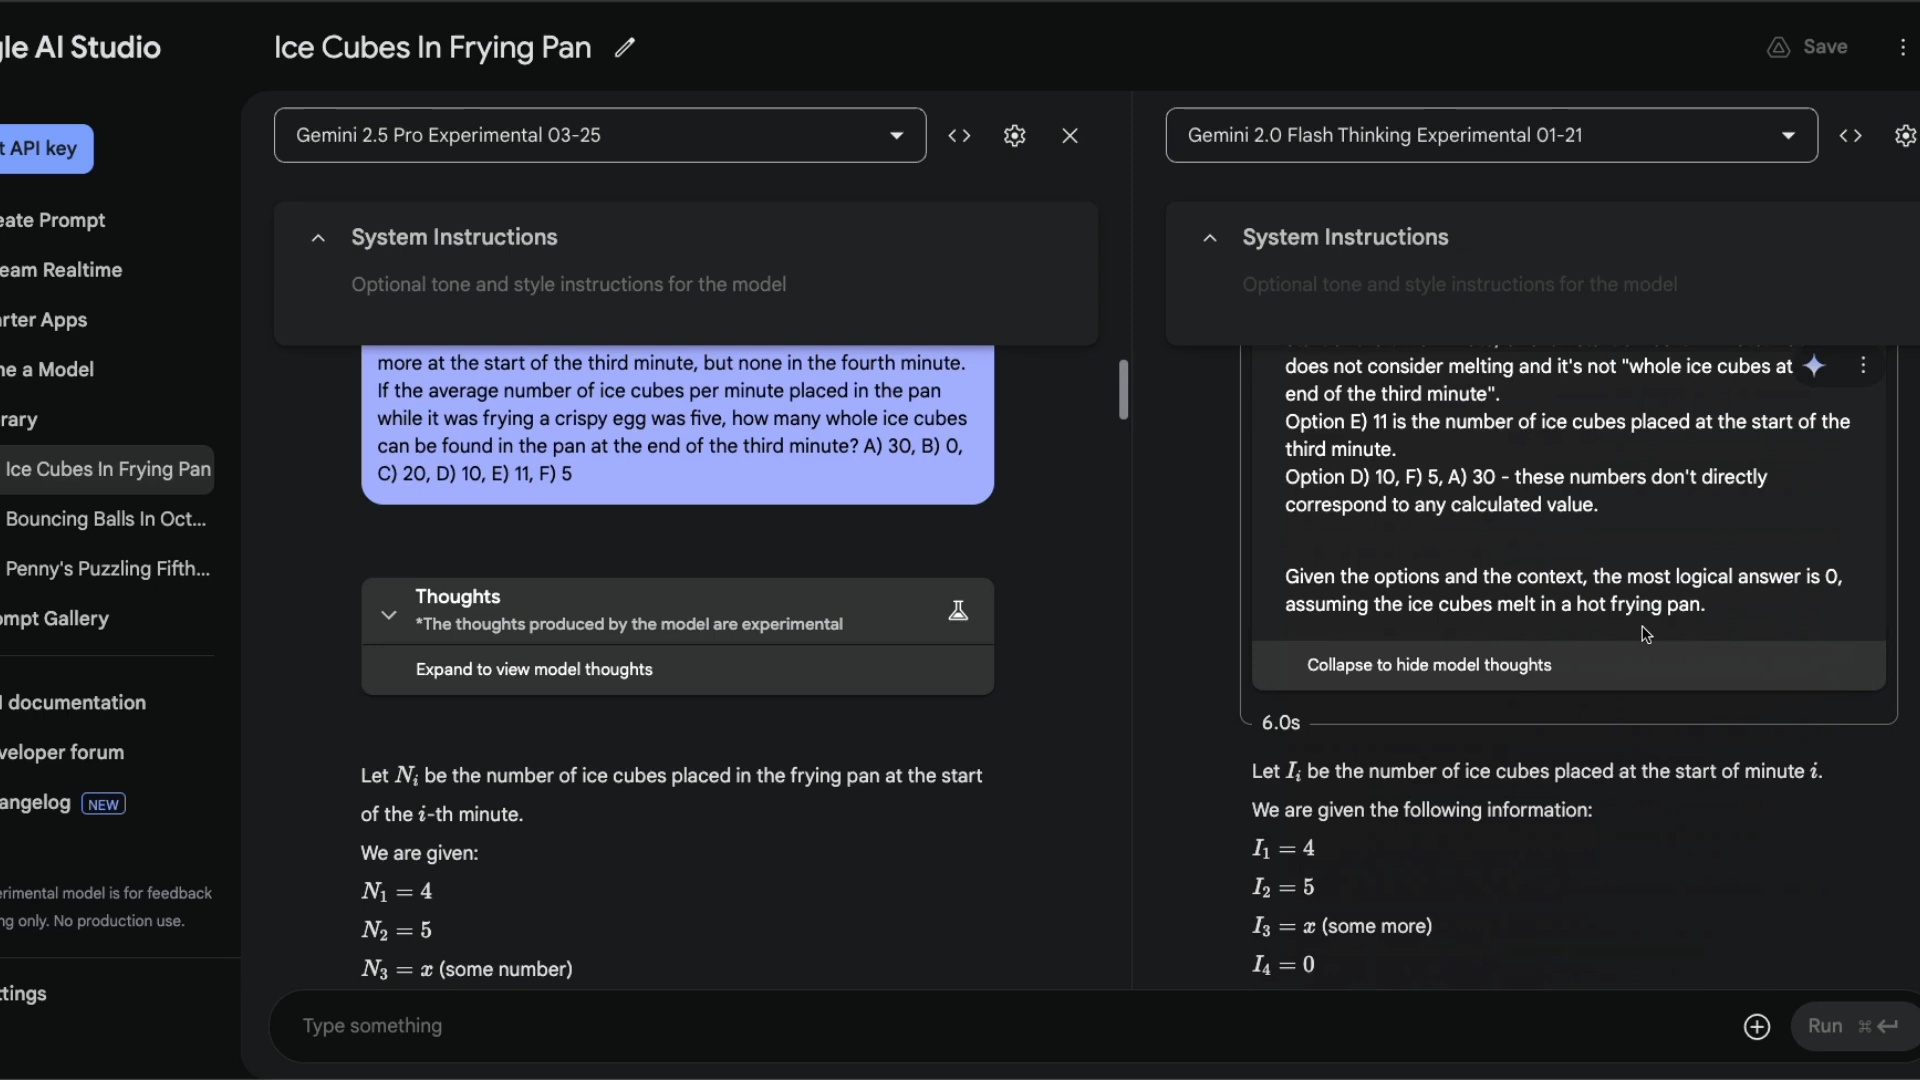 gle AI Studio
Ice Cubes In Frying Pan
Save
t API key
eate Prompt
eam Realtime
rter Apps
ne a Model
rary
Ice Cubes In Frying Pan
Bouncing Balls In Oct...
Penny's Puzzling Fifth...
ompt Gallery
documentation
veloper forum
angelog NEW
erimental model is for feedback
ng only. No production use.
ttings
Gemini 2.5 Pro Experimental 03-25
System Instructions
Optional tone and style instructions for the model
more at the start of the third minute, but none in the fourth minute.
If the average number of ice cubes per minute placed in the pan
while it was frying a crispy egg was five, how many whole ice cubes
can be found in the pan at the end of the third minute? A) 30, B) 0,
C) 20, D) 10, E) 11, F) 5
Thoughts
*The thoughts produced by the model are experimental
Expand to view model thoughts
Let Nᵢ be the number of ice cubes placed in the frying pan at the start
of the i-th minute.
We are given:
N₁ = 4
N₂ = 5
N₃ = x (some number)
Gemini 2.0 Flash Thinking Experimental 01-21
System Instructions
Optional tone and style instructions for the model
does not consider melting and it's not "whole ice cubes at
end of the third minute".
Option E) 11 is the number of ice cubes placed at the start of the
third minute.
Option D) 10, F) 5, A) 30 - these numbers don't directly
correspond to any calculated value.
Given the options and the context, the most logical answer is 0,
assuming the ice cubes melt in a hot frying pan.
Collapse to hide model thoughts
6.0s
Let Iᵢ be the number of ice cubes placed at the start of minute i.
We are given the following information:
I₁ = 4
I₂ = 5
I₃ = x (some more)
I₄ = 0
Type something
Run ⌘ ↵